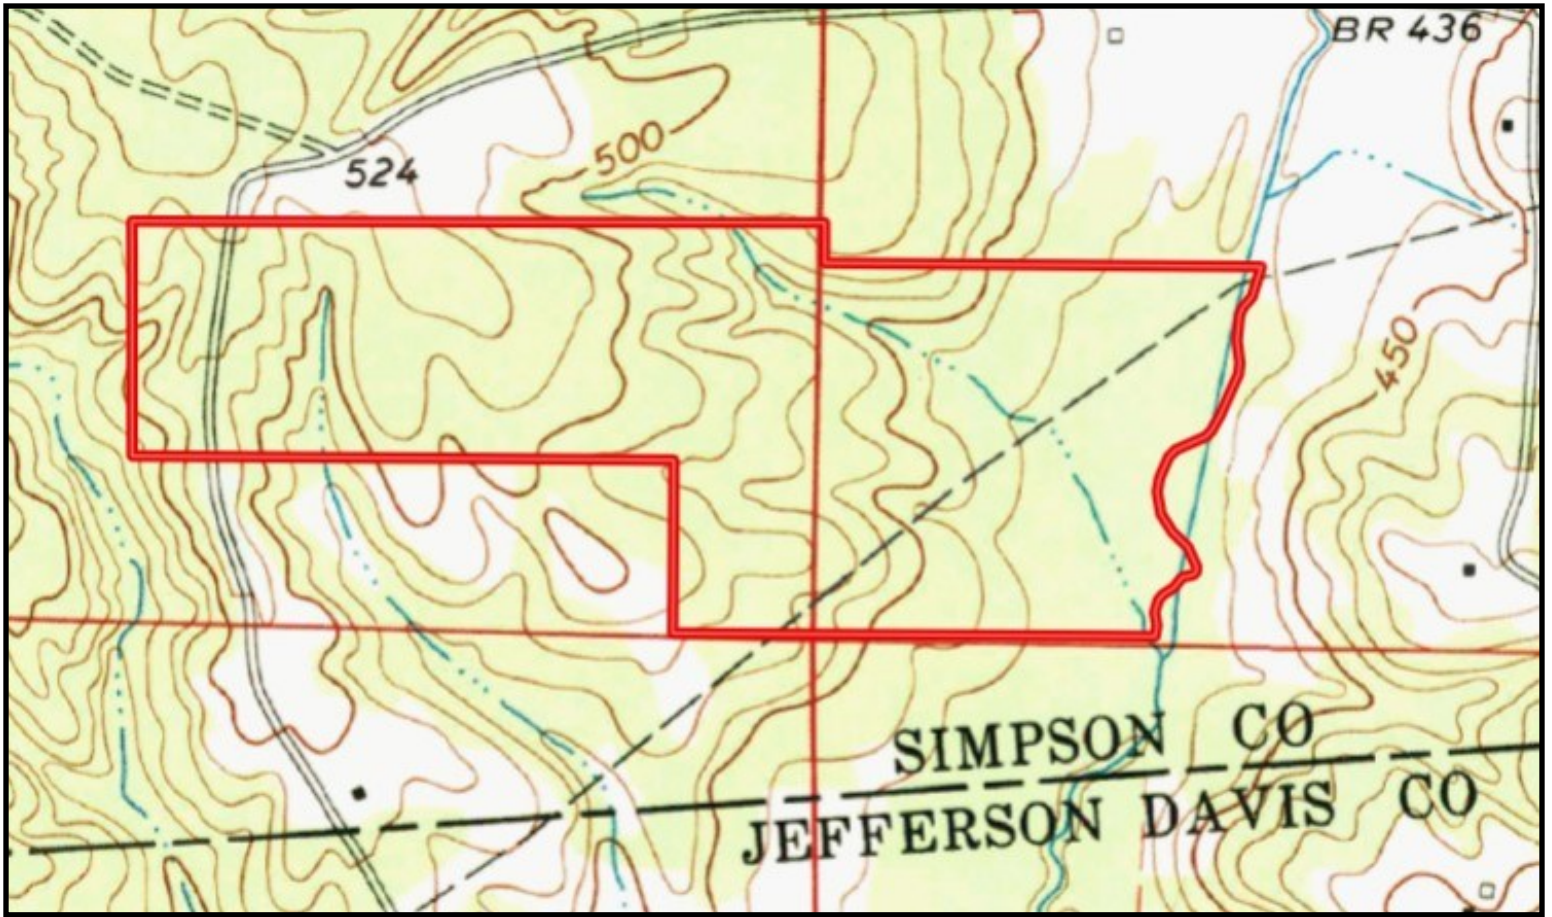 BR 436
524
500
450
SIMPSON CO
JEFFERSON DAVIS CO